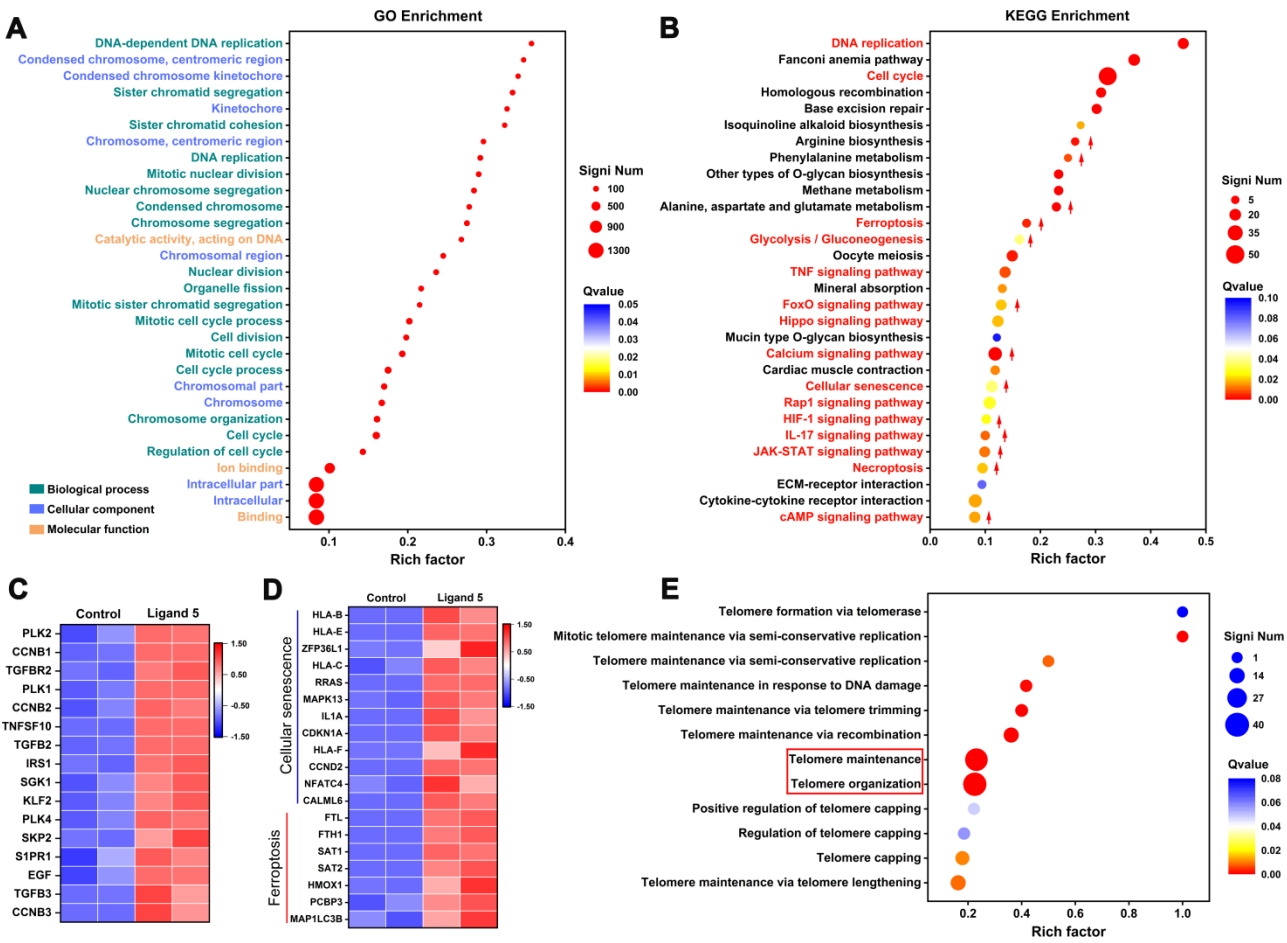 A
GO Enrichment
DNA-dependent DNA replication
Condensed chromosome, centromeric region
Condensed chromosome kinetochore
Sister chromatid segregation
Kinetochore
Sister chromatid cohesion
Chromosome, centromeric region
DNA replication
Mitotic nuclear division
Nuclear chromosome segregation
Condensed chromosome
Chromosome segregation
Catalytic activity, acting on DNA
Chromosomal region
Nuclear division
Organelle fission
Mitotic sister chromatid segregation
Mitotic cell cycle process
Cell division
Mitotic cell cycle
Cell cycle process
Chromosomal part
Chromosome
Chromosome organization
Cell cycle
Regulation of cell cycle
Ion binding
Intracellular part
Intracellular
Binding
Biological process
Cellular component
Molecular function
0.1 0.2 0.3 0.4
Rich factor
Signi Num
100
500
900
1300
Qvalue
0.05
0.04
0.03
0.02
0.01
0.00
B
KEGG Enrichment
DNA replication
Fanconi anemia pathway
Cell cycle
Homologous recombination
Base excision repair
Isoquinoline alkaloid biosynthesis
Arginine biosynthesis
Phenylalanine metabolism
Other types of O-glycan biosynthesis
Methane metabolism
Alanine, aspartate and glutamate metabolism
Ferroptosis
Glycolysis / Gluconeogenesis
Oocyte meiosis
TNF signaling pathway
Mineral absorption
FoxO signaling pathway
Hippo signaling pathway
Mucin type O-glycan biosynthesis
Calcium signaling pathway
Cardiac muscle contraction
Cellular senescence
Rap1 signaling pathway
HIF-1 signaling pathway
IL-17 signaling pathway
JAK-STAT signaling pathway
Necroptosis
ECM-receptor interaction
Cytokine-cytokine receptor interaction
cAMP signaling pathway
0.0 0.1 0.2 0.3 0.4 0.5
Rich factor
Signi Num
5
20
35
50
Qvalue
0.10
0.08
0.06
0.04
0.02
0.00
C
Control Ligand 5
PLK2
CCNB1
TGFBR2
PLK1
CCNB2
TNFSF10
TGFB2
IRS1
SGK1
KLF2
PLK4
SKP2
S1PR1
EGF
TGFB3
CCNB3
1.50
0
-1.50
D
Control Ligand 5
Cellular senescence
HLA-B
HLA-E
ZFP36L1
HLA-C
RRAS
MAPK13
IL1A
CDKN1A
HLA-F
CCND2
NFATC4
CALML6
Ferroptosis
FTL
FTH1
SAT1
SAT2
HMOX1
PCBP3
MAP1LC3B
1.50
0
-1.50
E
Telomere formation via telomerase
Mitotic telomere maintenance via semi-conservative replication
Telomere maintenance via semi-conservative replication
Telomere maintenance in response to DNA damage
Telomere maintenance via telomere trimming
Telomere maintenance via recombination
Telomere maintenance
Telomere organization
Positive regulation of telomere capping
Regulation of telomere capping
Telomere capping
Telomere maintenance via telomere lengthening
0.2 0.4 0.6 0.8 1.0
Rich factor
Signi Num
1
14
27
40
Qvalue
0.08
0.06
0.04
0.02
0.00